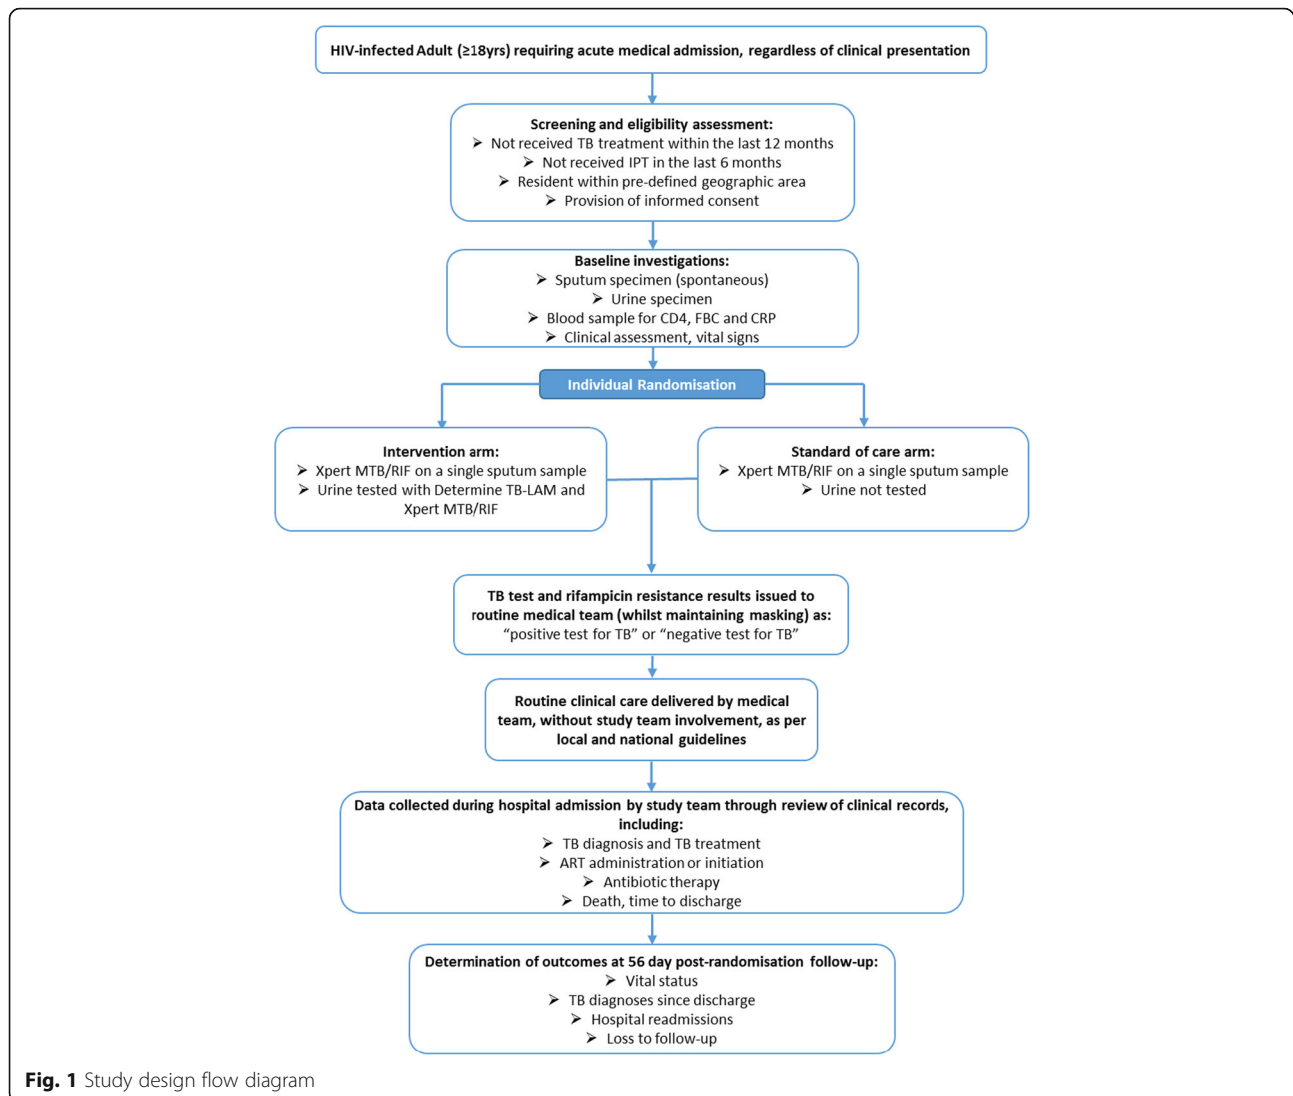 HIV-infected Adult (≥18yrs) requiring acute medical admission, regardless of clinical presentation
Screening and eligibility assessment:
➢ Not received TB treatment within the last 12 months
➢ Not received IPT in the last 6 months
➢ Resident within pre-defined geographic area
➢ Provision of informed consent
Baseline investigations:
➢ Sputum specimen (spontaneous)
➢ Urine specimen
➢ Blood sample for CD4, FBC and CRP
➢ Clinical assessment, vital signs
Individual Randomisation
Intervention arm:
➢ Xpert MTB/RIF on a single sputum sample
➢ Urine tested with Determine TB-LAM and
Xpert MTB/RIF
Standard of care arm:
➢ Xpert MTB/RIF on a single sputum sample
➢ Urine not tested
TB test and rifampicin resistance results issued to
routine medical team (whilst maintaining masking) as:
“positive test for TB” or “negative test for TB”
Routine clinical care delivered by medical
team, without study team involvement, as per
local and national guidelines
Data collected during hospital admission by study team through review of clinical records,
including:
➢ TB diagnosis and TB treatment
➢ ART administration or initiation
➢ Antibiotic therapy
➢ Death, time to discharge
Determination of outcomes at 56 day post-randomisation follow-up:
➢ Vital status
➢ TB diagnoses since discharge
➢ Hospital readmissions
➢ Loss to follow-up
Fig. 1 Study design flow diagram